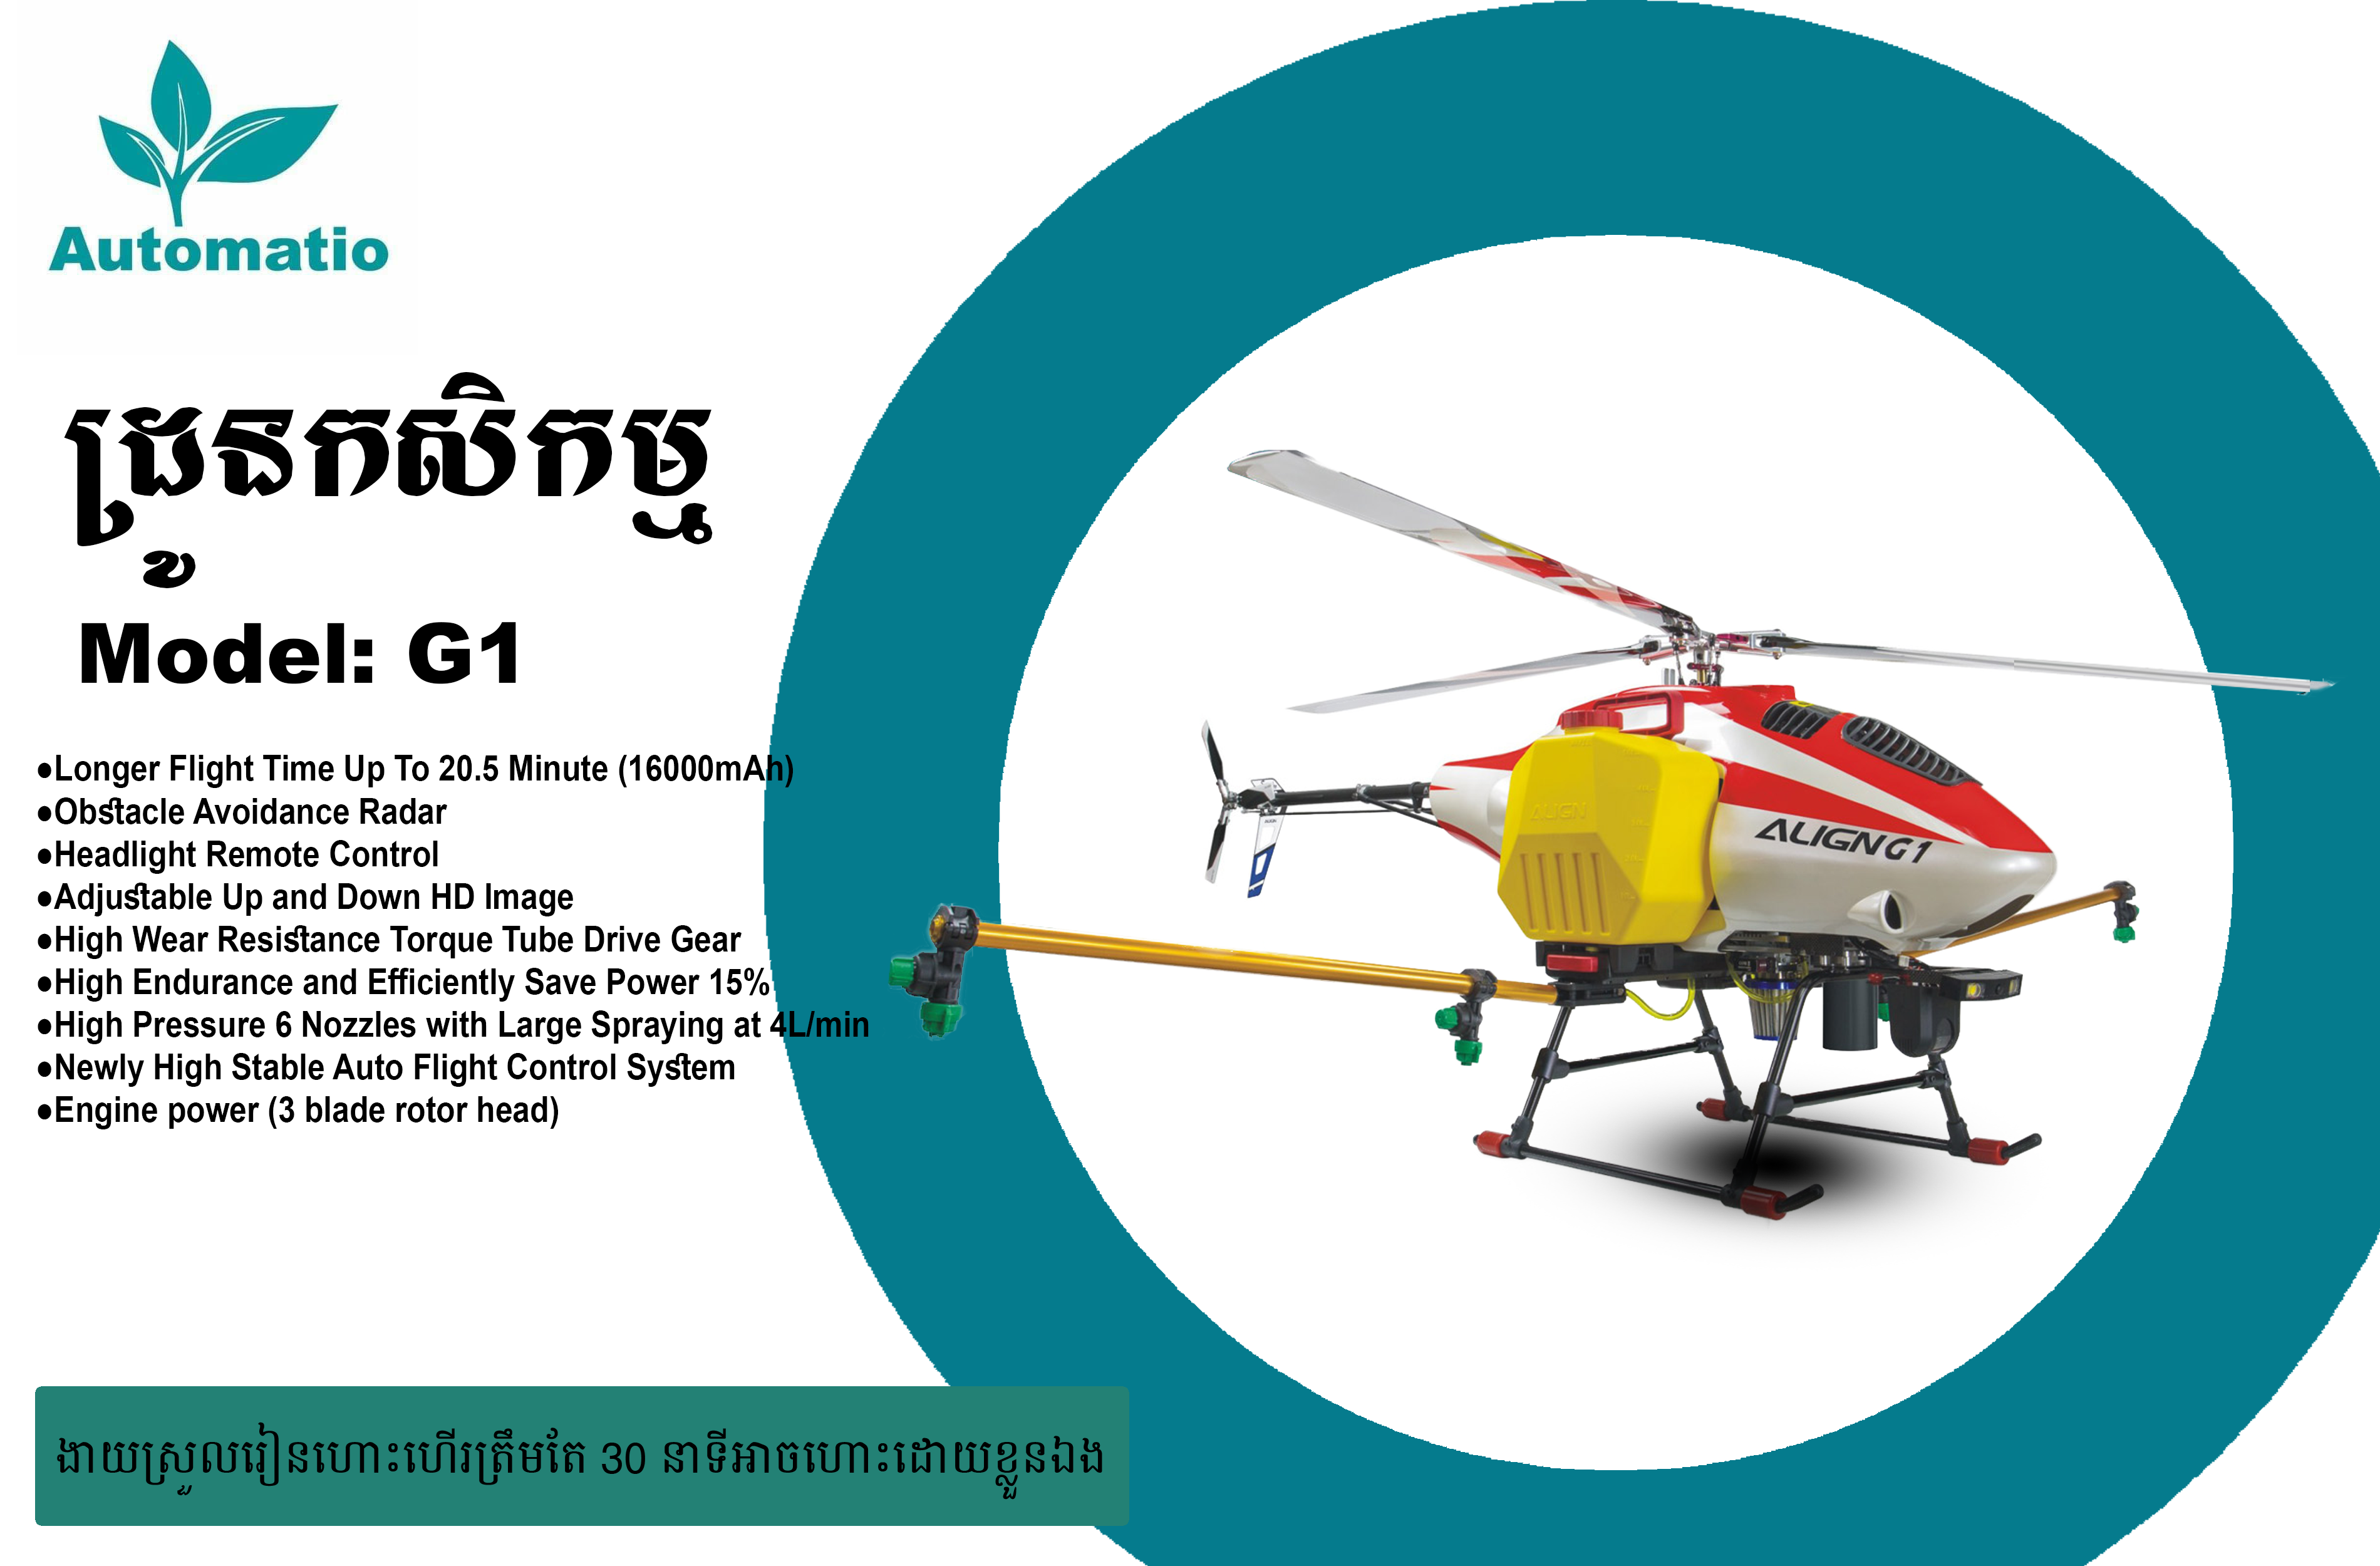 Automatio
ជ្រូនកសិកម្ម
Model: G1
●Longer Flight Time Up To 20.5 Minute (16000mAh)
●Obstacle Avoidance Radar
●Headlight Remote Control
●Adjustable Up and Down HD Image
●High Wear Resistance Torque Tube Drive Gear
●High Endurance and Efficiently Save Power 15%
●High Pressure 6 Nozzles with Large Spraying at 4L/min
●Newly High Stable Auto Flight Control System
●Engine power (3 blade rotor head)
ALIGN
ALIGN G1
ងាយស្រួលរៀនហោះហើរត្រឹមតែ 30 នាទីអាចហោះដោយខ្លួនឯង